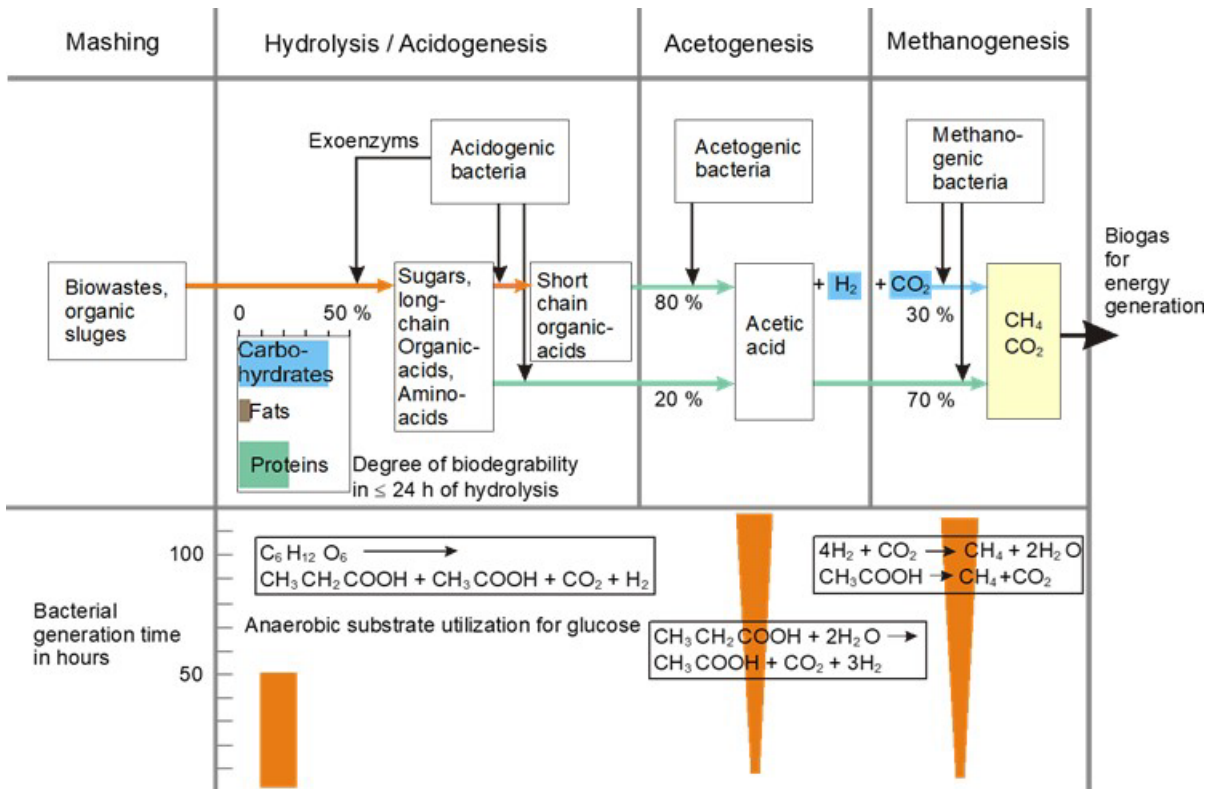 Mashing
Hydrolysis / Acidogenesis
Acetogenesis
Methanogenesis
Exoenzyms
Acidogenic
bacteria
Acetogenic
bacteria
Methano-
genic
bacteria
Biowastes,
organic
sluges
0
50 %
Carbo-
hyrdrates
Fats
Proteins
Degree of biodegrability
in ≤ 24 h of hydrolysis
Sugars,
long-
chain
Organic-
acids,
Amino-
acids
Short
chain
organic-
acids
80 %
20 %
Acetic
acid
+ H₂
+ CO₂
30 %
70 %
CH₄
CO₂
Biogas
for
energy
generation
Bacterial
generation time
in hours
100
50
C₆ H₁₂ O₆ →
CH₃ CH₂ COOH + CH₃ COOH + CO₂ + H₂
Anaerobic substrate utilization for glucose
CH₃ CH₂ COOH + 2H₂ O →
CH₃ COOH + CO₂ + 3H₂
4H₂ + CO₂ → CH₄ + 2H₂ O
CH₃COOH → CH₄ +CO₂